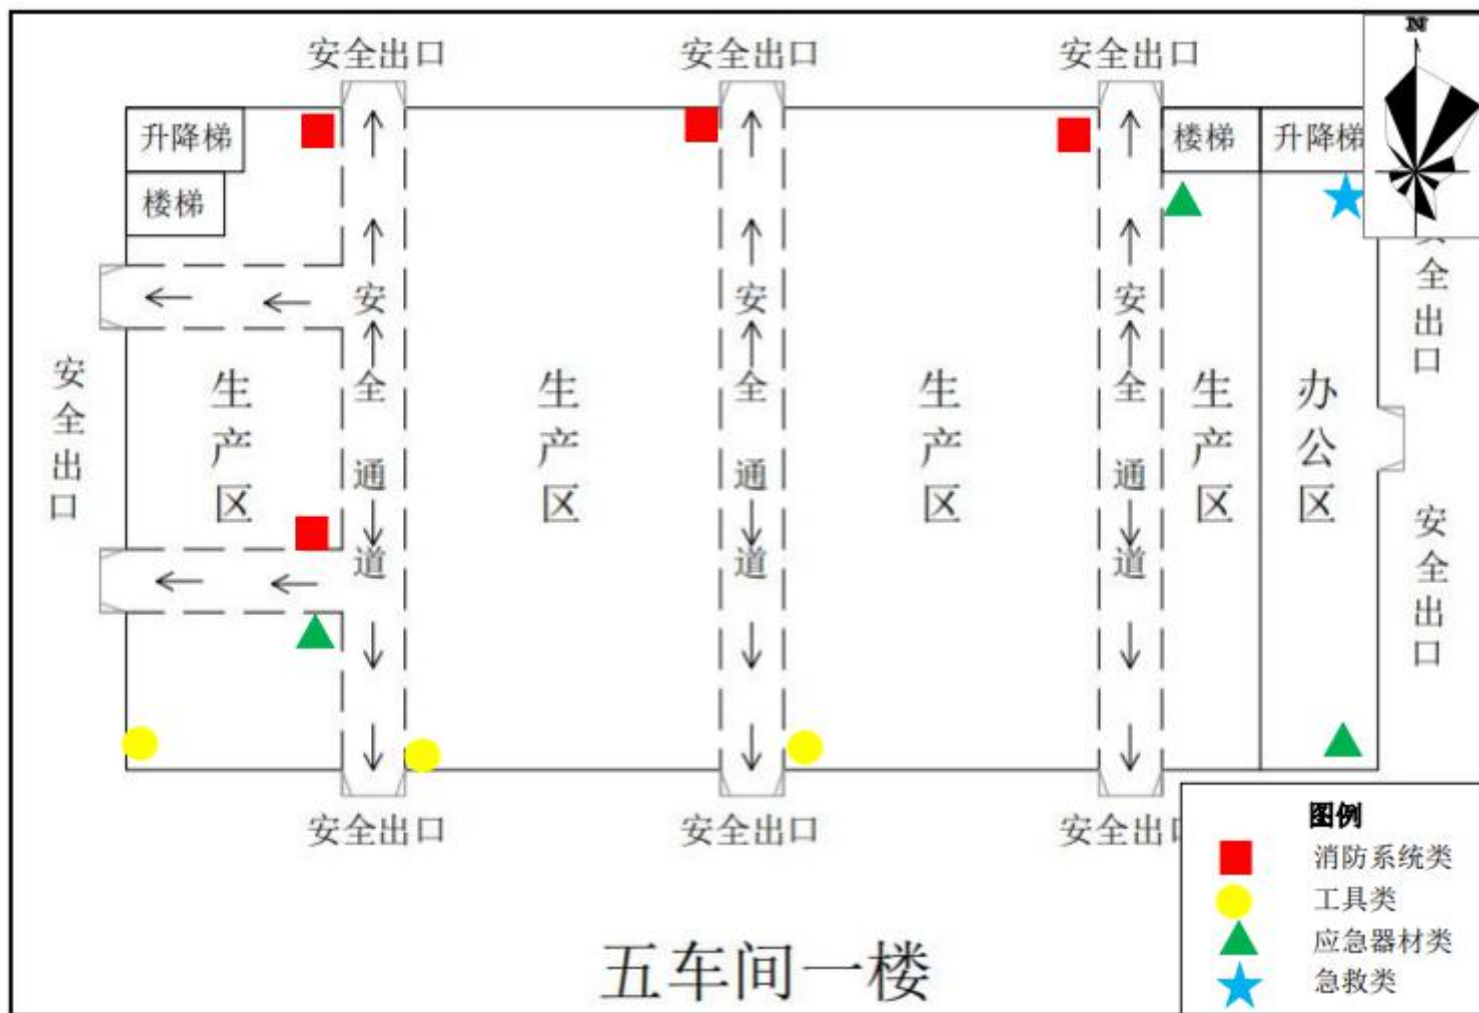 安全出口
安全出口
安全出口
N
升降梯
楼梯
楼梯
升降梯
安全出口
生产区
安全通道
生产区
安全通道
生产区
安全通道
生产区
办公区
全出口
安全出口
安全出口
安全出口
安全出
图例
消防系统类
工具类
应急器材类
急救类
五车间一楼